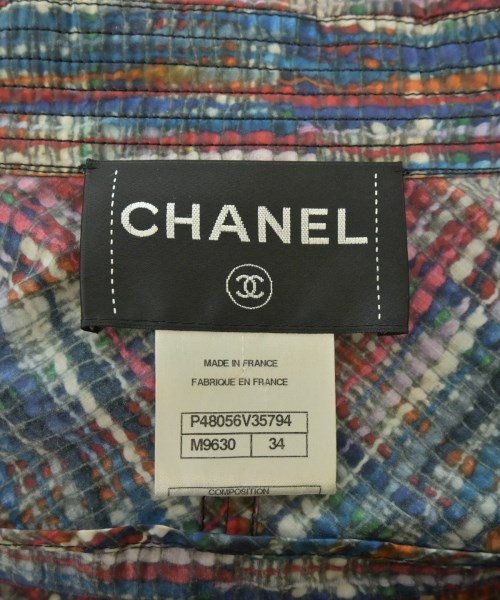 CHANEL
MADE IN FRANCE
FABRIQUE EN FRANCE
P48056V35794
M9630 34
COMPOSITION